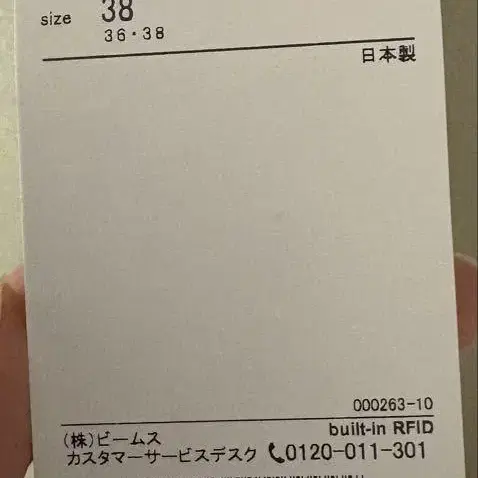 size 38
36・38
日本製
000263-10
built-in RFID
(株)ビームス
カスタマーサービスデスク 📞0120-011-301